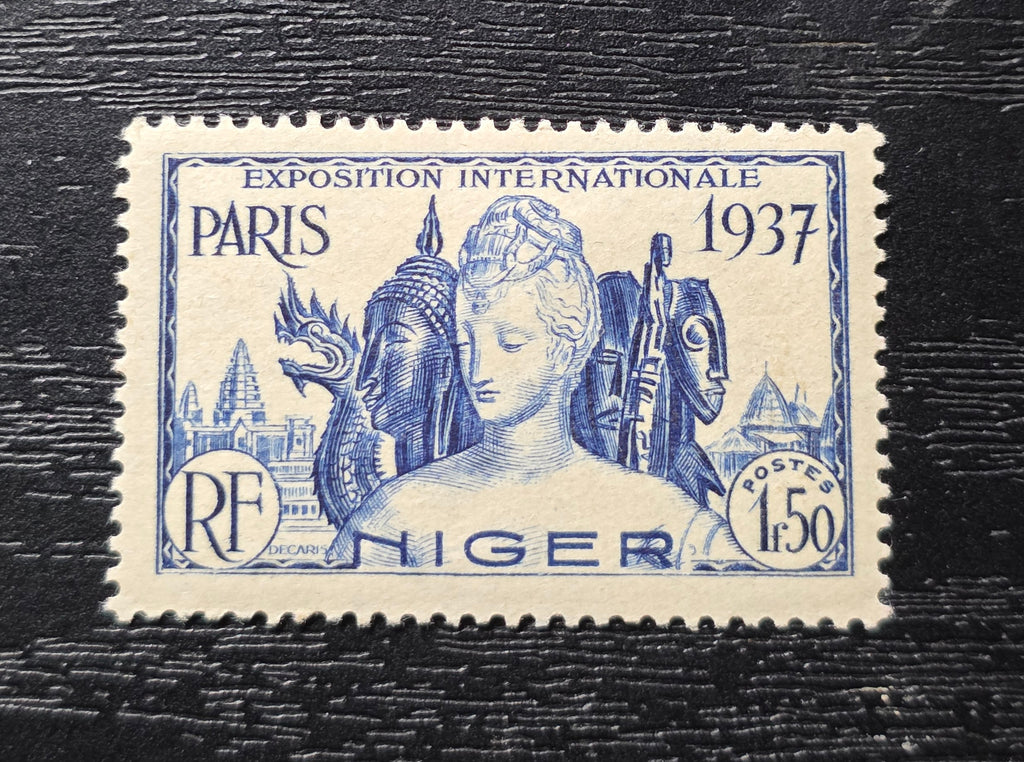 EXPOSITION INTERNATIONALE
PARIS 1937
RF
POSTES
1f50
DECARIS
NIGER